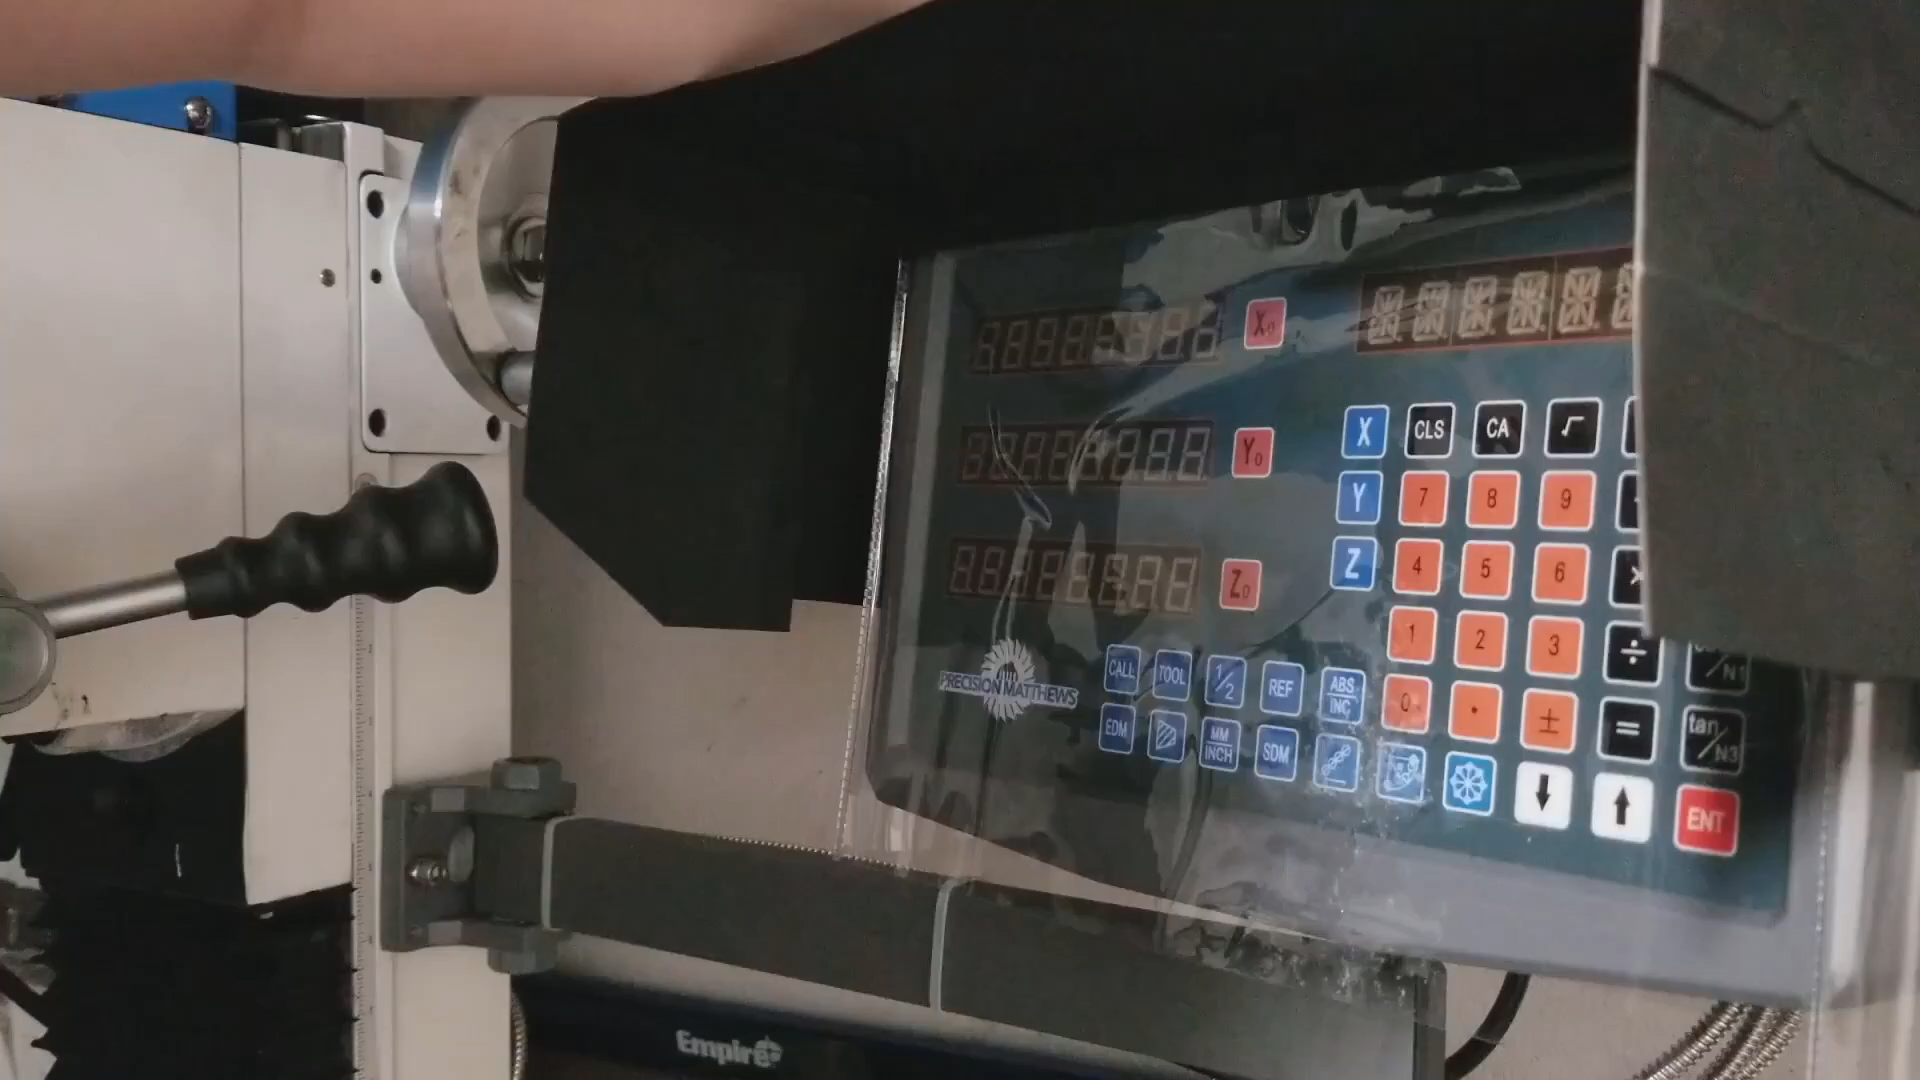 X₀
Y₀
Z₀
X CLS CA √
Y 7 8 9
Z 4 5 6 ×
1 2 3 ÷
0 . ± =
tan/N3
PRECISION MATTHEWS
CALL TOOL 1/2 REF ABS/INC
EDM MM/INCH SDM
↓ ↑ ENT
Empire